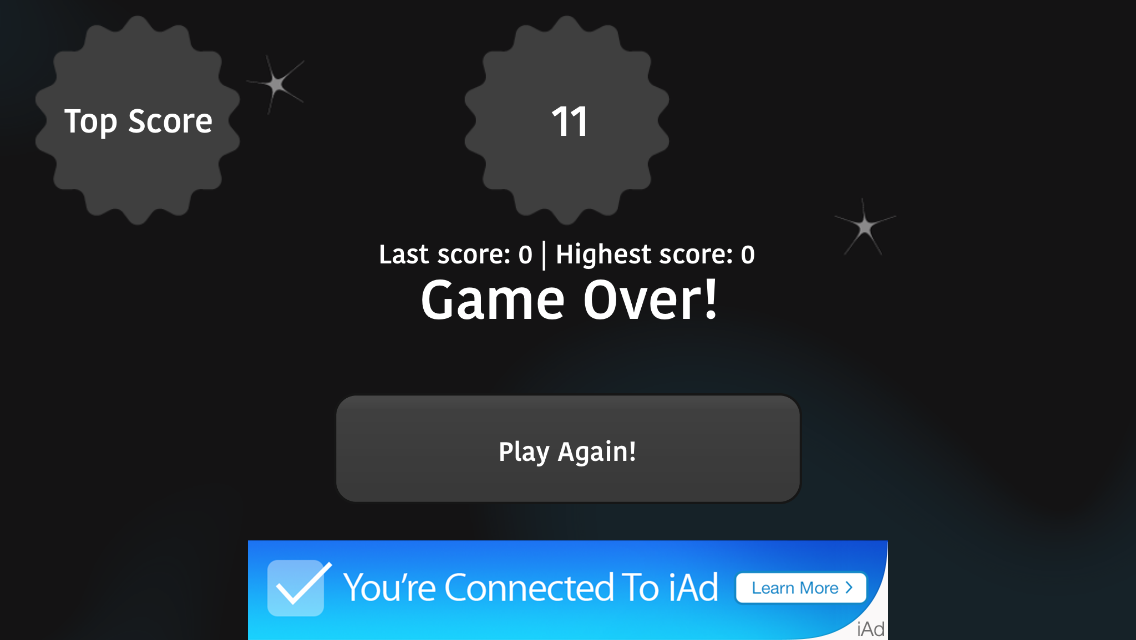 Top Score
11
Last score: 0 | Highest score: 0
Game Over!
Play Again!
You're Connected To iAd
Learn More >
iAd